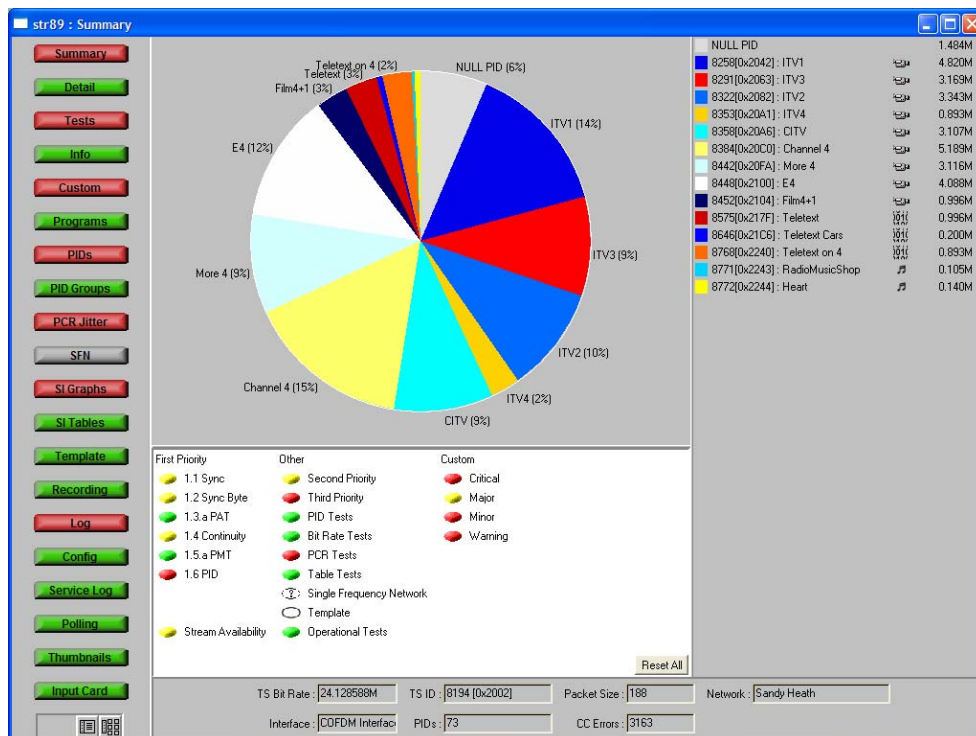 str89 : Summary
Summary
Detail
Tests
Info
Custom
Programs
PIDs
PID Groups
PCR Jitter
SFN
SI Graphs
SI Tables
Template
Recording
Log
Config
Service Log
Polling
Thumbnails
Input Card
NULL PID (6%)
ITV1 (14%)
ITV3 (9%)
ITV2 (10%)
ITV4 (2%)
CITV (9%)
Channel 4 (15%)
More 4 (9%)
E4 (12%)
Film4+1 (3%)
Teletext (3%)
Teletext on 4 (2%)
NULL PID 1.484M
8258[0x2042] : ITV1 4.820M
8291[0x2063] : ITV3 3.169M
8322[0x2082] : ITV2 3.343M
8353[0x20A1] : ITV4 0.893M
8358[0x20A6] : CITV 3.107M
8384[0x20C0] : Channel 4 5.189M
8442[0x20FA] : More 4 3.116M
8448[0x2100] : E4 4.088M
8452[0x2104] : Film4+1 0.996M
8575[0x217F] : Teletext 0.996M
8646[0x21C6] : Teletext Cars 0.200M
8768[0x2240] : Teletext on 4 0.893M
8771[0x2243] : RadioMusicShop 0.105M
8772[0x2244] : Heart 0.140M
First Priority
1.1 Sync
1.2 Sync Byte
1.3.a PAT
1.4 Continuity
1.5.a PMT
1.6 PID
Stream Availability
Other
Second Priority
Third Priority
PID Tests
Bit Rate Tests
PCR Tests
Table Tests
Single Frequency Network
Template
Operational Tests
Custom
Critical
Major
Minor
Warning
Reset All
TS Bit Rate : 24.128588M TS ID : 8194 [0x2002] Packet Size : 188 Network : Sandy Heath
Interface : COFDM Interfac PIDs : 73 CC Errors : 3163